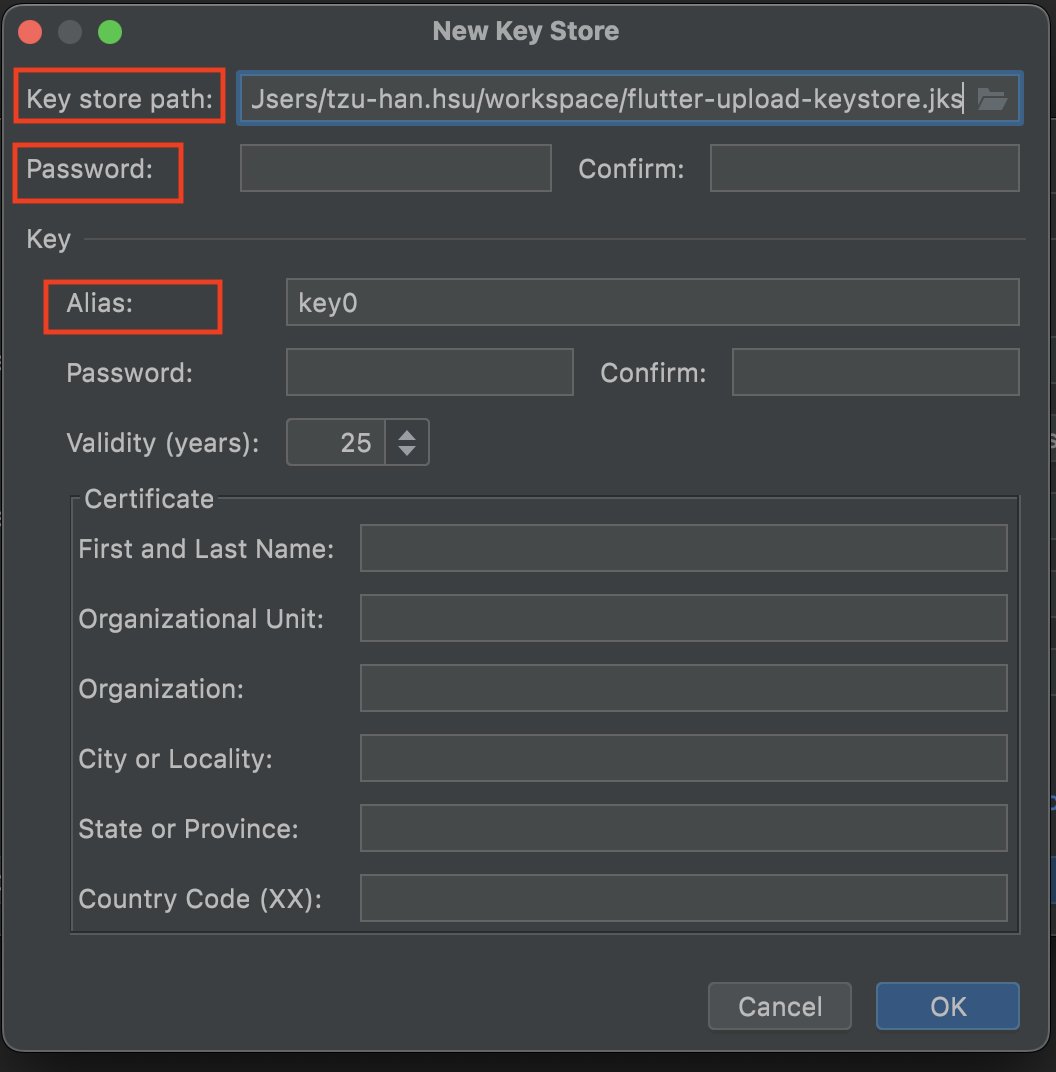 New Key Store
Key store path: Jsers/tzu-han.hsu/workspace/flutter-upload-keystore.jks
Password: Confirm:
Key
Alias: key0
Password: Confirm:
Validity (years): 25
Certificate
First and Last Name:
Organizational Unit:
Organization:
City or Locality:
State or Province:
Country Code (XX):
Cancel OK